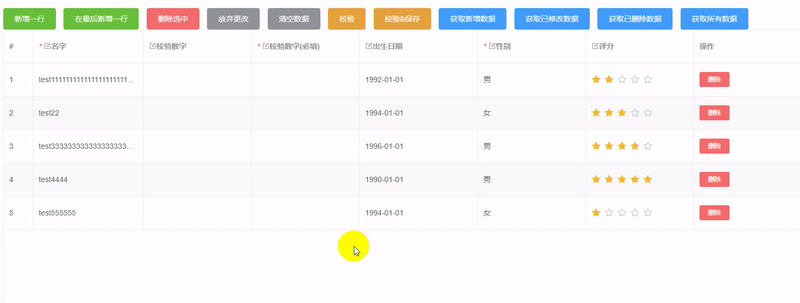 新增一行 在最后新增一行 删除选中 放弃更改 清空数据 校验 校验&保存 获取新增数据 获取已修改数据 获取已删除数据 获取所有数据
# * 名字 校验数字 * 校验数字(必填) 出生日期 * 性别 评分 操作
1 test1111111111111111111111... 1992-01-01 男 删除
2 test22 1994-01-01 女 删除
3 test333333333333333333333... 1996-01-01 男 删除
4 test4444 1990-01-01 男 删除
5 test555555 1994-01-01 女 删除